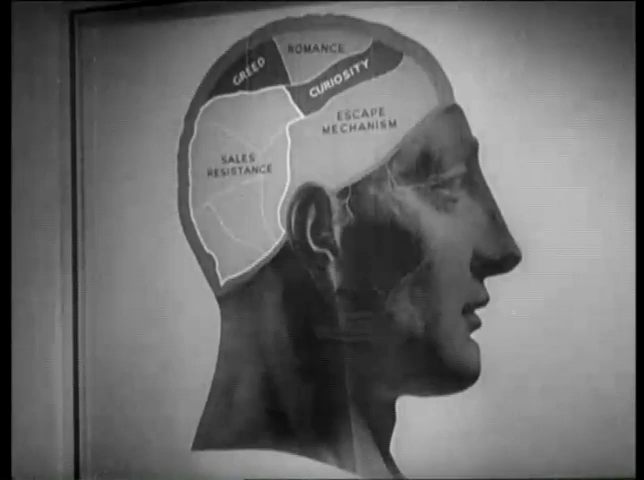 ROMANCE
GREED
CURIOSITY
ESCAPE
MECHANISM
SALES
RESISTANCE